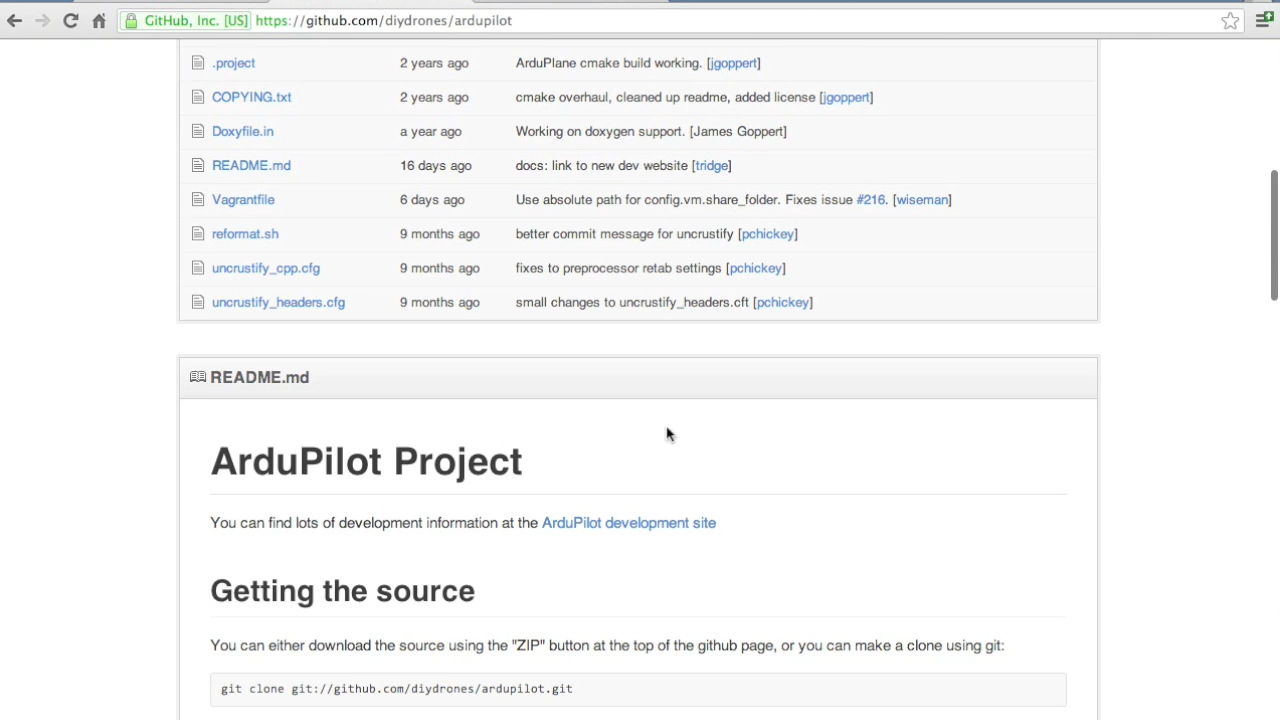 GitHub, Inc. [US] https://github.com/diydrones/ardupilot
.project 2 years ago ArduPlane cmake build working. [jgoppert]
COPYING.txt 2 years ago cmake overhaul, cleaned up readme, added license [jgoppert]
Doxyfile.in a year ago Working on doxygen support. [James Goppert]
README.md 16 days ago docs: link to new dev website [tridge]
Vagrantfile 6 days ago Use absolute path for config.vm.share_folder. Fixes issue #216. [wiseman]
reformat.sh 9 months ago better commit message for uncrustify [pchickey]
uncrustify_cpp.cfg 9 months ago fixes to preprocessor retab settings [pchickey]
uncrustify_headers.cfg 9 months ago small changes to uncrustify_headers.cft [pchickey]
README.md
ArduPilot Project
You can find lots of development information at the ArduPilot development site
Getting the source
You can either download the source using the "ZIP" button at the top of the github page, or you can make a clone using git:
git clone git://github.com/diydrones/ardupilot.git